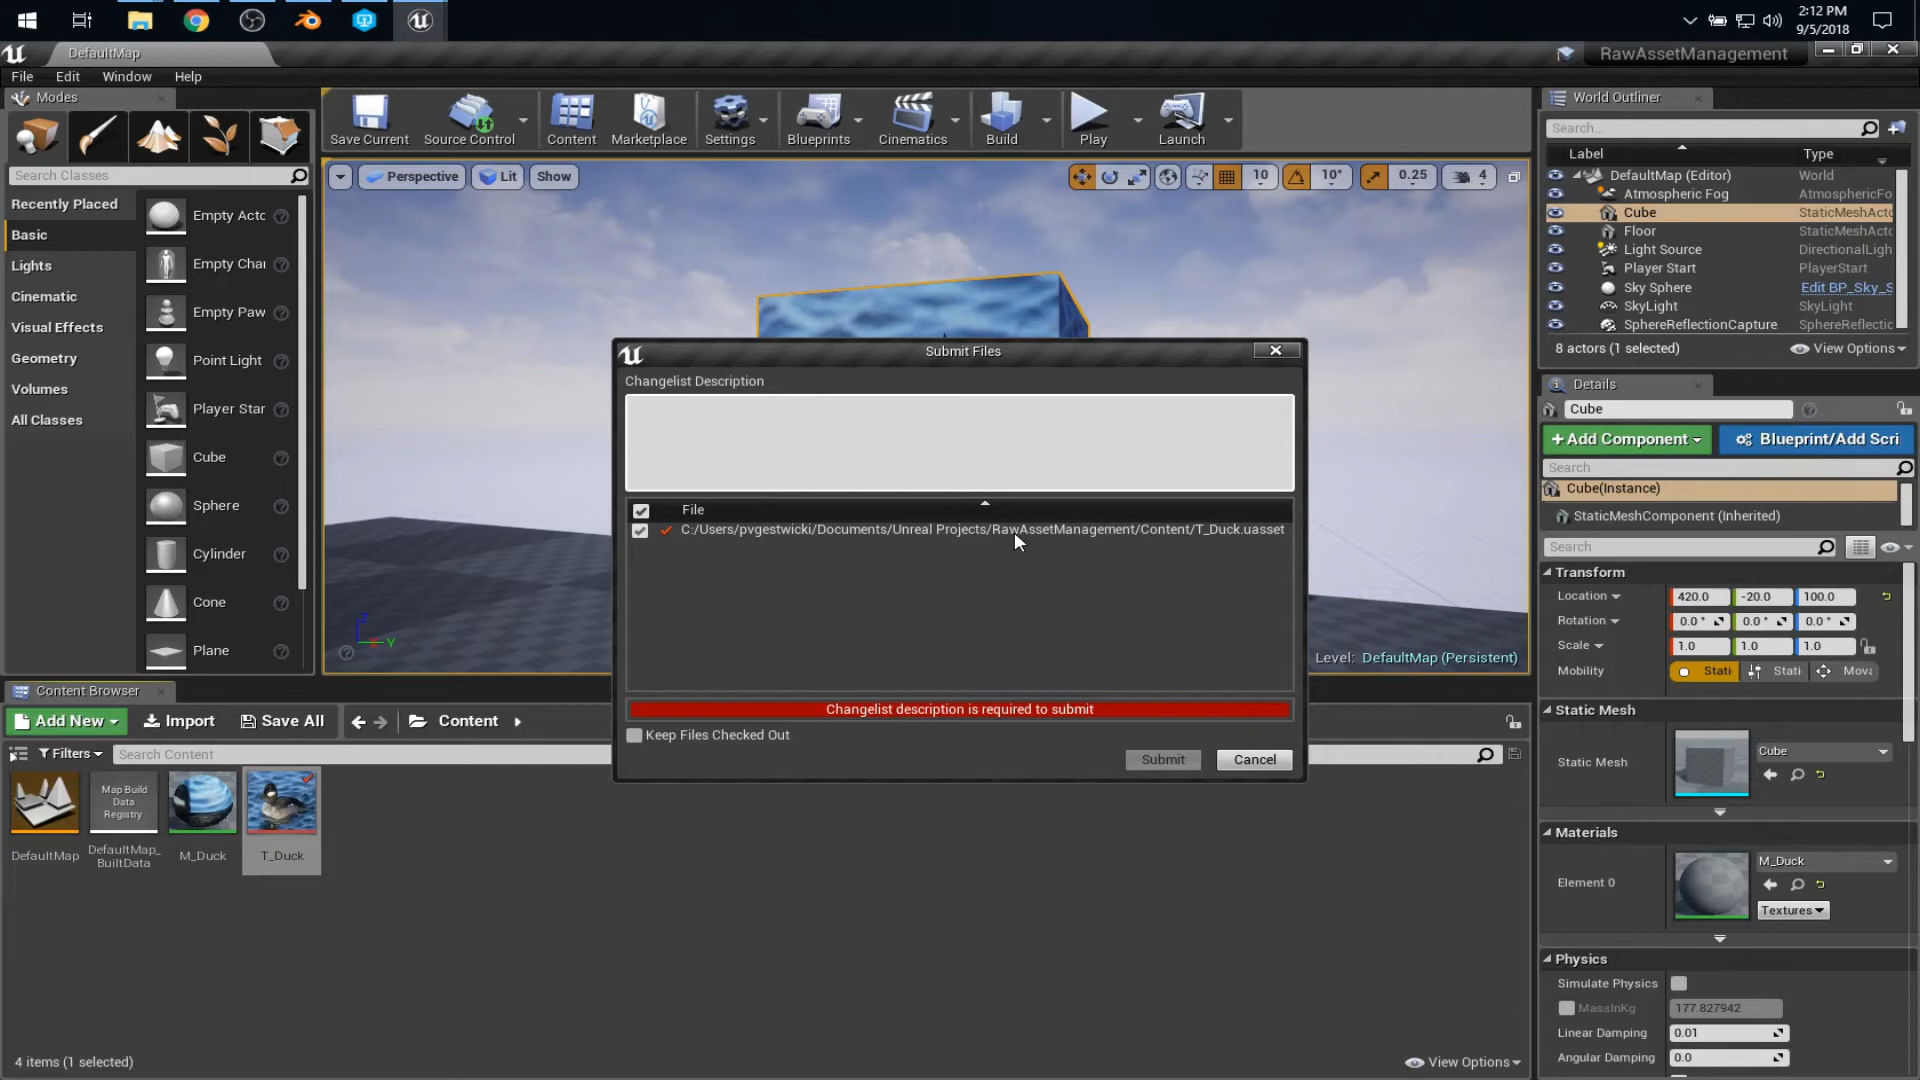 2:12 PM
9/5/2018
DefaultMap
RawAssetManagement
File Edit Window Help
Modes
Search Classes
Recently Placed
Basic
Lights
Cinematic
Visual Effects
Geometry
Volumes
All Classes
Empty Actc
Empty Chai
Empty Paw
Point Light
Player Star
Cube
Sphere
Cylinder
Cone
Plane
Save Current
Source Control
Content
Marketplace
Settings
Blueprints
Cinematics
Build
Play
Launch
Perspective
Lit
Show
10
10°
0.25
4
Level: DefaultMap (Persistent)
Submit Files
Changelist Description
File
C:/Users/pvgestwicki/Documents/Unreal Projects/RawAssetManagement/Content/T_Duck.uasset
Changelist description is required to submit
Keep Files Checked Out
Submit
Cancel
Content Browser
Add New
Import
Save All
Content
Filters
Search Content
Map Build
Data
Registry
DefaultMap
DefaultMap_
BuiltData
M_Duck
T_Duck
4 items (1 selected)
View Options
World Outliner
Search...
Label Type
DefaultMap (Editor) World
Atmospheric Fog AtmosphericFo
Cube StaticMeshActc
Floor StaticMeshActc
Light Source DirectionalLigh
Player Start PlayerStart
Sky Sphere Edit BP_Sky_S
SkyLight SkyLight
SphereReflectionCapture SphereReflectic
8 actors (1 selected) View Options
Details
Cube
+Add Component
Blueprint/Add Scri
Search
Cube(Instance)
StaticMeshComponent (Inherited)
Search
Transform
Location 420.0 -20.0 100.0
Rotation 0.0 ° 0.0 ° 0.0 °
Scale 1.0 1.0 1.0
Mobility Stati Stati Mova
Static Mesh
Static Mesh
Cube
Materials
Element 0
M_Duck
Textures
Physics
Simulate Physics
MassInKg 177.827942
Linear Damping 0.01
Angular Damping 0.0